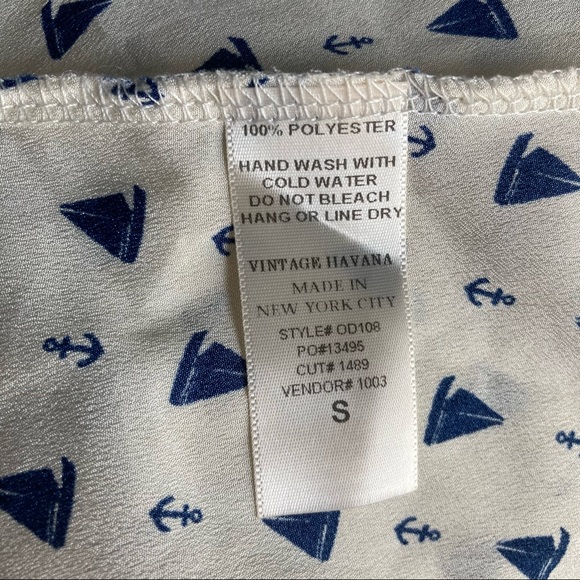 100% POLYESTER
HAND WASH WITH
COLD WATER
DO NOT BLEACH
HANG OR LINE DRY
VINTAGE HAVANA
MADE IN
NEW YORK CITY
STYLE# OD108
PO#13495
CUT# 1489
VENDOR# 1003
S